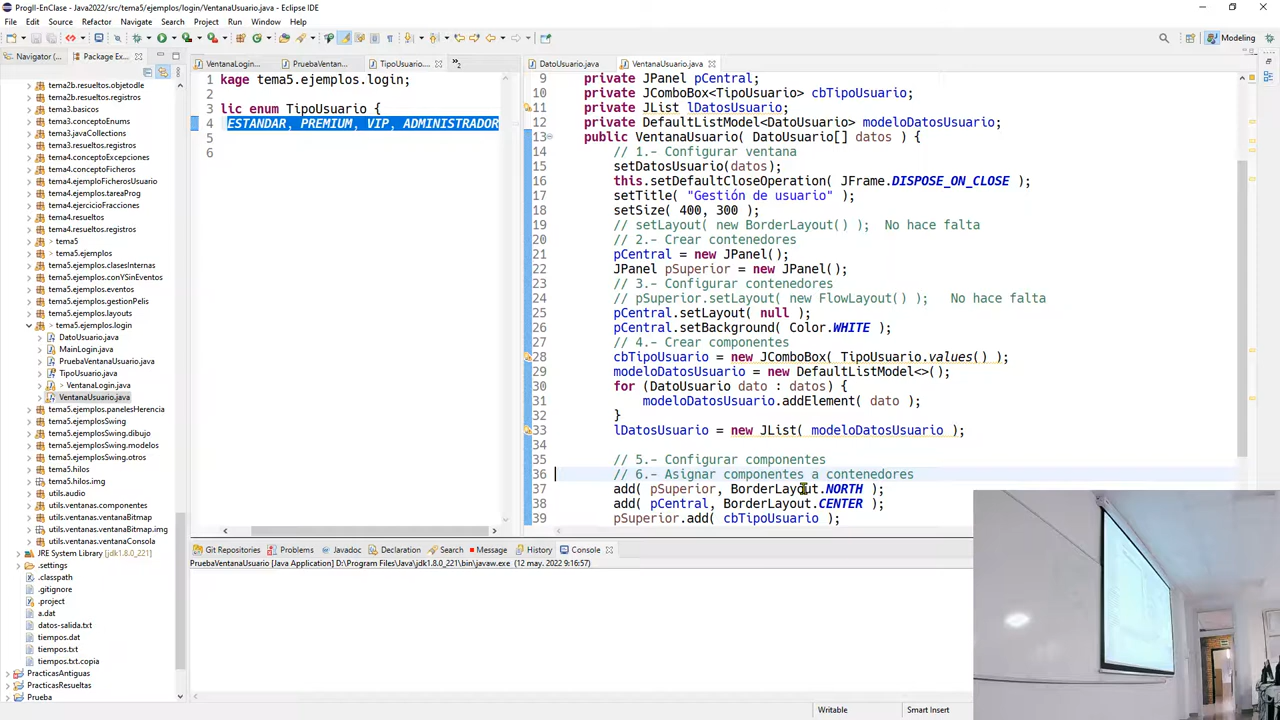 ProgII-EnClase - Java2022/src/tema5/ejemplos/login/VentanaUsuario.java - Eclipse IDE
File Edit Source Refactor Navigate Search Project Run Window Help
Modeling
Navigator (... Package Exp...
VentanaLogin... PruebaVentan... TipoUsuario....
DatoUsuario.java VentanaUsuario.java
tema2b.resueltos.objetodle
tema2b.resueltos.registros
tema3.basicos
tema3.conceptoEnums
tema3.javaCollections
tema3.resueltos.registros
tema4.conceptoExcepciones
tema4.conceptoFicheros
tema4.ejemploFicherosUsuario
tema4.tareaProg
tema4.ejercicioFracciones
tema4.resueltos
tema4.resueltos.registros
> tema5
> tema5.ejemplos
tema5.ejemplos.clasesInternas
tema5.ejemplos.conYSinEventos
tema5.ejemplos.eventos
tema5.ejemplos.gestionPelis
tema5.ejemplos.layouts
> tema5.ejemplos.login
DatoUsuario.java
MainLogin.java
PruebaVentanaUsuario.java
TipoUsuario.java
> VentanaLogin.java
VentanaUsuario.java
tema5.ejemplos.panelesHerencia
tema5.ejemplosSwing
tema5.ejemplosSwing.dibujo
tema5.ejemplosSwing.modelos
tema5.ejemplosSwing.otros
tema5.hilos
tema5.hilos.img
utils.audio
utils.ventanas.componentes
utils.ventanas.ventanaBitmap
utils.ventanas.ventanaBitmap.img
utils.ventanas.ventanaConsola
JRE System Library [jdk1.8.0_221]
.settings
.classpath
.gitignore
.project
a.dat
datos-salida.txt
tiempos.dat
tiempos.txt
tiempos.txt.copia
PracticasAntiguas
PracticasResueltas
Prueba
1 kage tema5.ejemplos.login;
2
3 lic enum TipoUsuario {
4 ESTANDAR, PREMIUM, VIP, ADMINISTRADOR
5
6
9 private JPanel pCentral;
10 private JComboBox<TipoUsuario> cbTipoUsuario;
11 private JList lDatosUsuario;
12 private DefaultListModel<DatoUsuario> modeloDatosUsuario;
13 public VentanaUsuario( DatoUsuario[] datos ) {
14 // 1.- Configurar ventana
15 setDatosUsuario(datos);
16 this.setDefaultCloseOperation( JFrame.DISPOSE_ON_CLOSE );
17 setTitle( "Gestión de usuario" );
18 setSize( 400, 300 );
19 // setLayout( new BorderLayout() ); No hace falta
20 // 2.- Crear contenedores
21 pCentral = new JPanel();
22 JPanel pSuperior = new JPanel();
23 // 3.- Configurar contenedores
24 // pSuperior.setLayout( new FlowLayout() ); No hace falta
25 pCentral.setLayout( null );
26 pCentral.setBackground( Color.WHITE );
27 // 4.- Crear componentes
28 cbTipoUsuario = new JComboBox( TipoUsuario.values() );
29 modeloDatosUsuario = new DefaultListModel<>();
30 for (DatoUsuario dato : datos) {
31 modeloDatosUsuario.addElement( dato );
32 }
33 lDatosUsuario = new JList( modeloDatosUsuario );
34
35 // 5.- Configurar componentes
36 // 6.- Asignar componentes a contenedores
37 add( pSuperior, BorderLayout.NORTH );
38 add( pCentral, BorderLayout.CENTER );
39 pSuperior.add( cbTipoUsuario );
Git Repositories Problems Javadoc Declaration Search Message History Console
PruebaVentanaUsuario [Java Application] D:\Program Files\Java\jdk1.8.0_221\bin\javaw.exe (12 may. 2022 9:16:57)
Writable Smart Insert